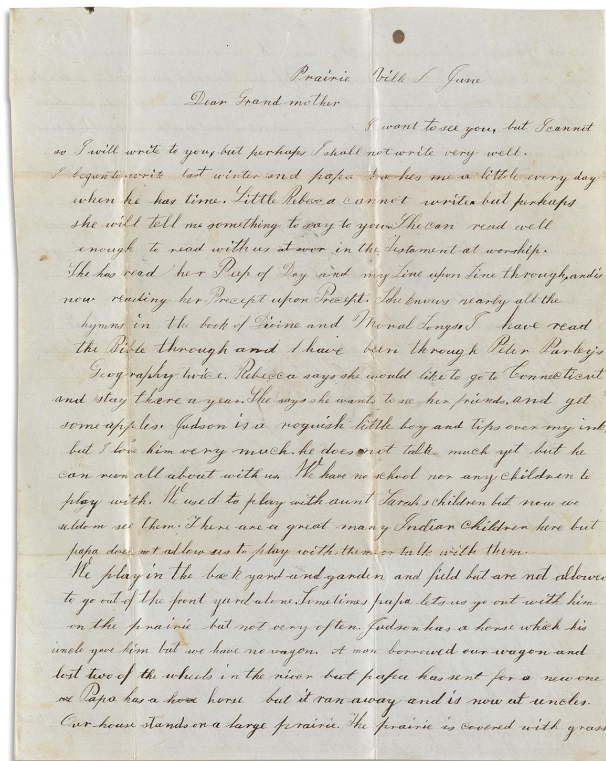 Prairie Ville / June
Dear Grand mother
I want to see you, but I cannot
so I will write to you, but perhaps I shall not write very well.
I began to write last winter and papa teaches me a little every day
when he has time. Little Rebecca cannot write but perhaps
she will tell me something to say to you. She can read well
enough to read with us at wor in the Testament at worship.
She has read her Peep of Day and my Line upon Line through, and is
now reading her Precept upon Precept. She knows nearly all the
hymns in the book of Divine and Moral Songs. I have read
the Bible through and I have been through Peter Parley's
Geography twice. Rebecca says she would like to go to Connecticut
and stay there a year. She says she wants to see her friends, and get
some apples. Judson is a roguish little boy and tips over my ink,
but I love him very much. he does not talk much yet but he
can run all about with us. We have no school nor any children to
play with. We used to play with aunt Sarahs children but now we
seldom see them. There are a great many Indian children here but
papa does not allow us to play with them or talk with them.
We play in the back yard and garden and field but are not allowed
to go out of the front yard alone. Sometimes papa lets us go out with him
on the prairie but not very often. Judson has a horse which his
uncle gave him but we have no wagon. A man borrowed our wagon and
lost two of the wheels in the river but papa has sent for a new one
Papa has a horse but it ran away and is now at uncles.
Our house stands on a large prairie. The prairie is covered with grass